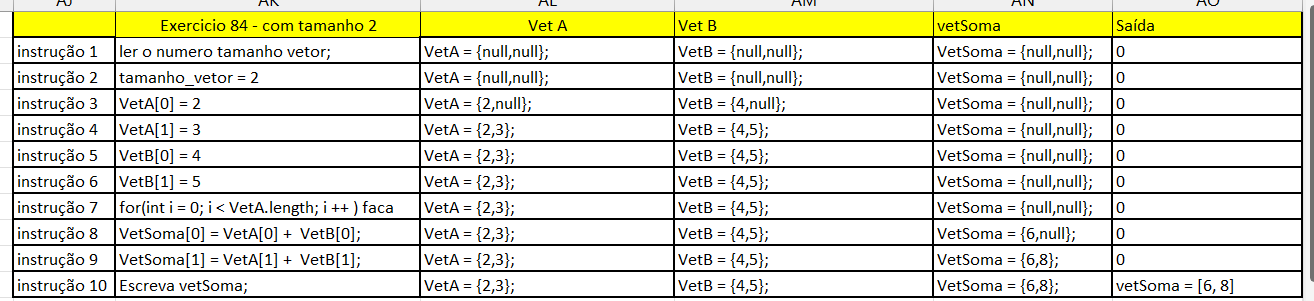 AJ AK AL AM AN AO
Exercicio 84 - com tamanho 2 Vet A Vet B vetSoma Saída
instrução 1 ler o numero tamanho vetor; VetA = {null,null}; VetB = {null,null}; VetSoma = {null,null}; 0
instrução 2 tamanho_vetor = 2 VetA = {null,null}; VetB = {null,null}; VetSoma = {null,null}; 0
instrução 3 VetA[0] = 2 VetA = {2,null}; VetB = {4,null}; VetSoma = {null,null}; 0
instrução 4 VetA[1] = 3 VetA = {2,3}; VetB = {4,5}; VetSoma = {null,null}; 0
instrução 5 VetB[0] = 4 VetA = {2,3}; VetB = {4,5}; VetSoma = {null,null}; 0
instrução 6 VetB[1] = 5 VetA = {2,3}; VetB = {4,5}; VetSoma = {null,null}; 0
instrução 7 for(int i = 0; i < VetA.length; i ++ ) faca VetA = {2,3}; VetB = {4,5}; VetSoma = {null,null}; 0
instrução 8 VetSoma[0] = VetA[0] + VetB[0]; VetA = {2,3}; VetB = {4,5}; VetSoma = {6,null}; 0
instrução 9 VetSoma[1] = VetA[1] + VetB[1]; VetA = {2,3}; VetB = {4,5}; VetSoma = {6,8}; 0
instrução 10 Escreva vetSoma; VetA = {2,3}; VetB = {4,5}; VetSoma = {6,8}; vetSoma = [6, 8]